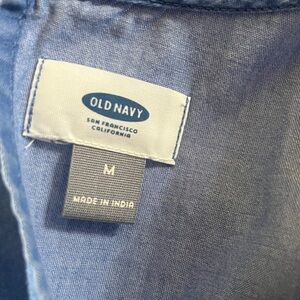 OLD NAVY
SAN FRANCISCO
CALIFORNIA
M
MADE IN INDIA